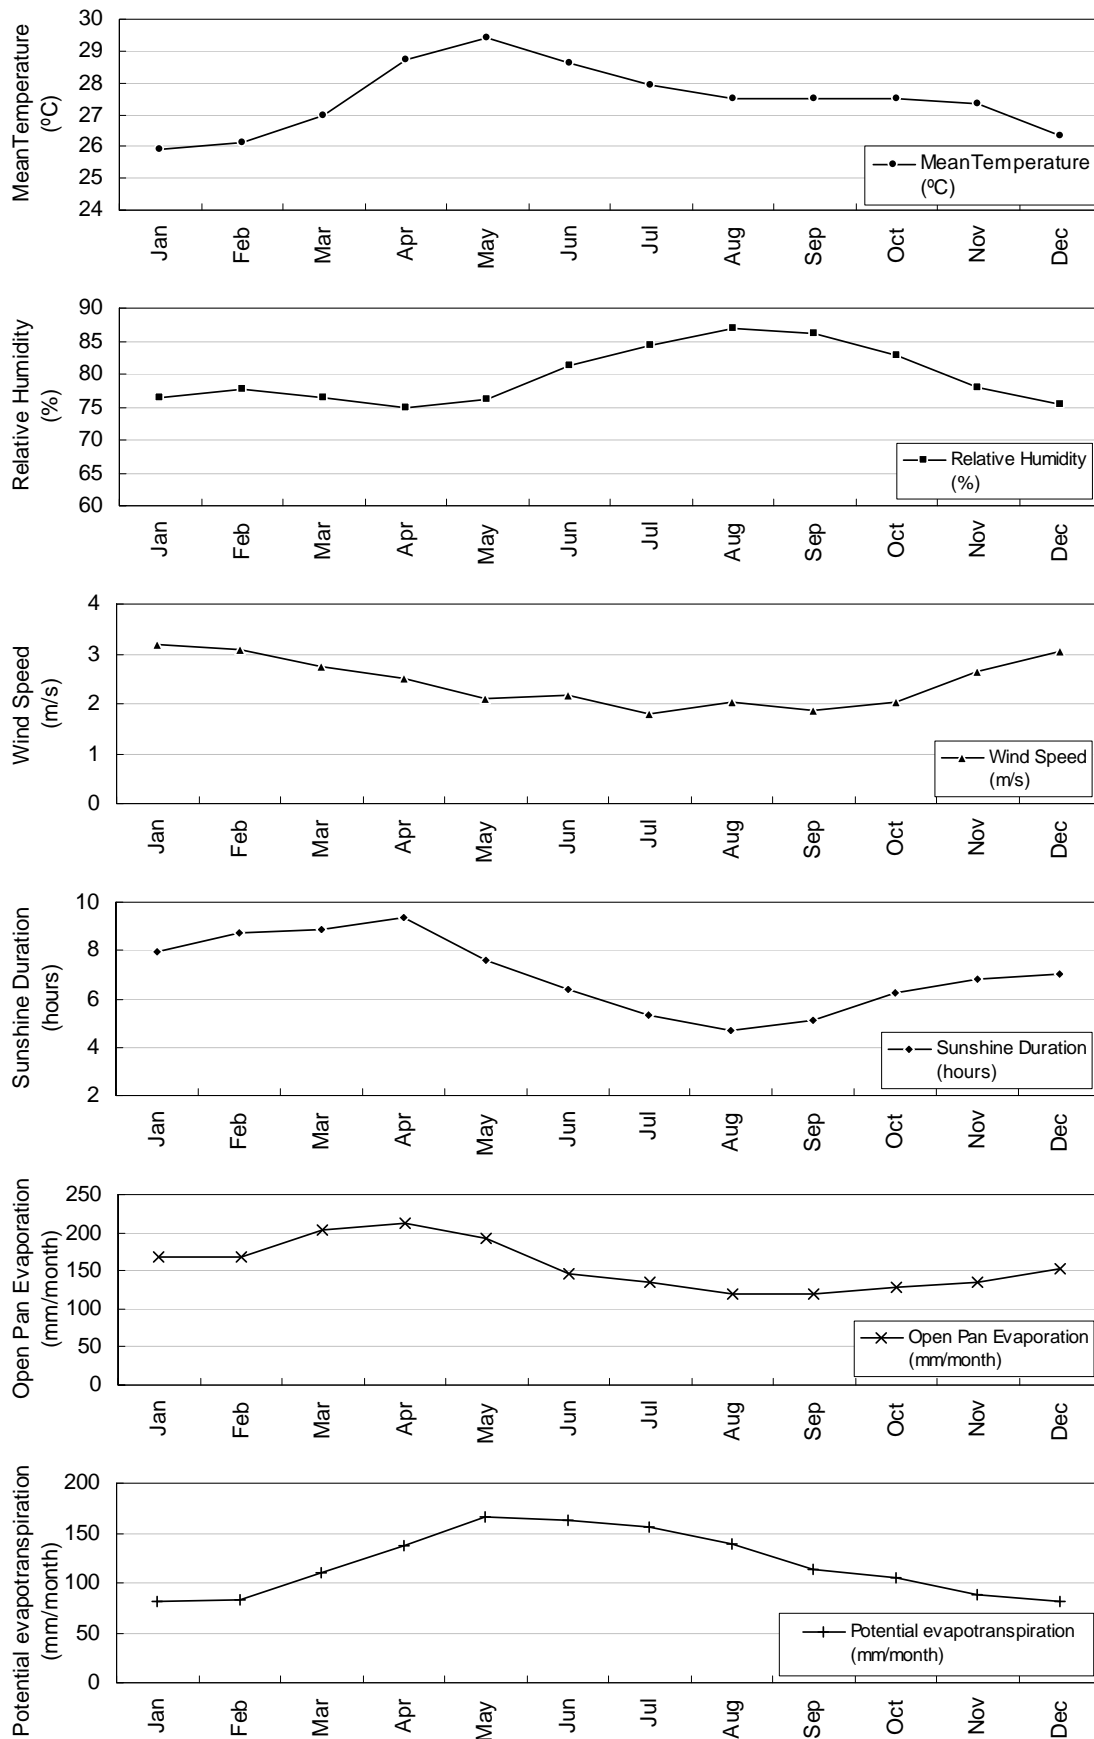 MeanTemperature
(ºC)
30
29
28
27
26
25
24
MeanTemperature
(ºC)
Jan
Feb
Mar
Apr
May
Jun
Jul
Aug
Sep
Oct
Nov
Dec
Relative Humidity
(%)
90
85
80
75
70
65
60
Relative Humidity
(%)
Jan
Feb
Mar
Apr
May
Jun
Jul
Aug
Sep
Oct
Nov
Dec
Wind Speed
(m/s)
4
3
2
1
0
Wind Speed
(m/s)
Jan
Feb
Mar
Apr
May
Jun
Jul
Aug
Sep
Oct
Nov
Dec
Sunshine Duration
(hours)
10
8
6
4
2
Sunshine Duration
(hours)
Jan
Feb
Mar
Apr
May
Jun
Jul
Aug
Sep
Oct
Nov
Dec
Open Pan Evaporation
(mm/month)
250
200
150
100
50
0
Open Pan Evaporation
(mm/month)
Jan
Feb
Mar
Apr
May
Jun
Jul
Aug
Sep
Oct
Nov
Dec
Potential evapotranspiration
(mm/month)
200
150
100
50
0
Potential evapotranspiration
(mm/month)
Jan
Feb
Mar
Apr
May
Jun
Jul
Aug
Sep
Oct
Nov
Dec